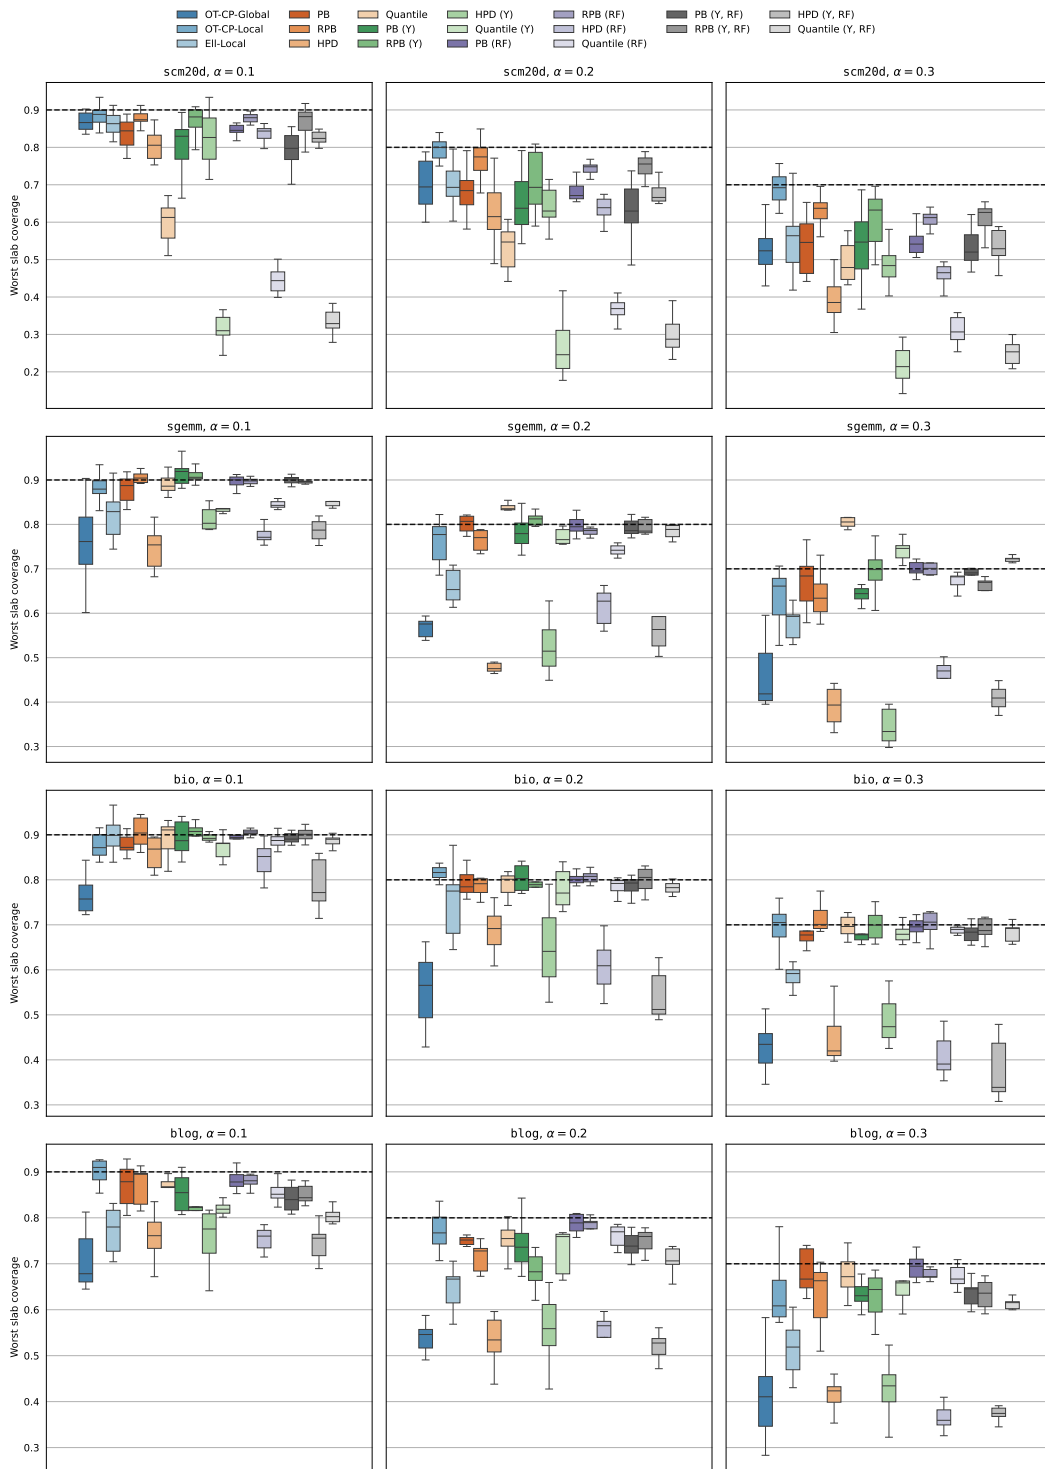 OT-CP-Global PB Quantile HPD (Y) RPB (RF) PB (Y, RF) HPD (Y, RF)
OT-CP-Local RPB PB (Y) Quantile (Y) HPD (RF) RPB (Y, RF) Quantile (Y, RF)
Ell-Local HPD RPB (Y) PB (RF) Quantile (RF)
scm20d, α = 0.1 scm20d, α = 0.2 scm20d, α = 0.3
Worst slab coverage
0.9
0.8
0.7
0.6
0.5
0.4
0.3
0.2
sgemm, α = 0.1 sgemm, α = 0.2 sgemm, α = 0.3
Worst slab coverage
0.9
0.8
0.7
0.6
0.5
0.4
0.3
bio, α = 0.1 bio, α = 0.2 bio, α = 0.3
Worst slab coverage
0.9
0.8
0.7
0.6
0.5
0.4
0.3
blog, α = 0.1 blog, α = 0.2 blog, α = 0.3
Worst slab coverage
0.9
0.8
0.7
0.6
0.5
0.4
0.3